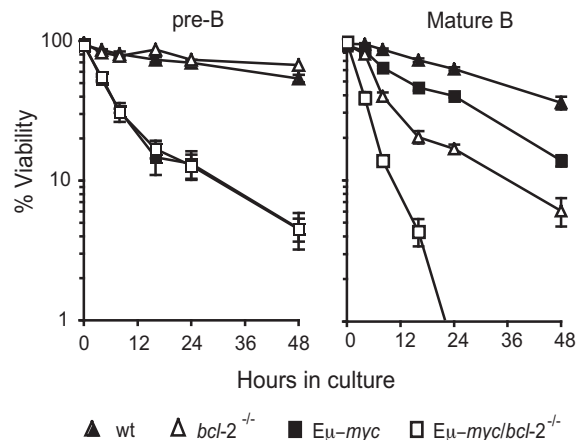 pre-B
Mature B
% Viability
100
10
1
0 12 24 36 48
0 12 24 36 48
Hours in culture
wt bcl-2 -/- Eμ-myc Eμ-myc/bcl-2 -/-